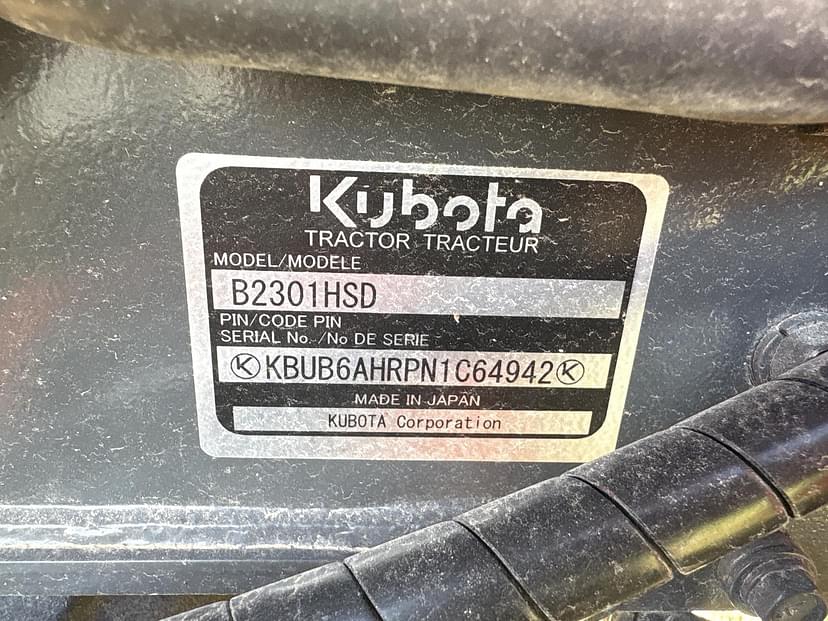 Kubota
TRACTOR TRACTEUR
MODEL/MODELE
B2301HSD
PIN/CODE PIN
SERIAL No. /No DE SERIE
KKBUB6AHRPN1C64942K
MADE IN JAPAN
KUBOTA Corporation